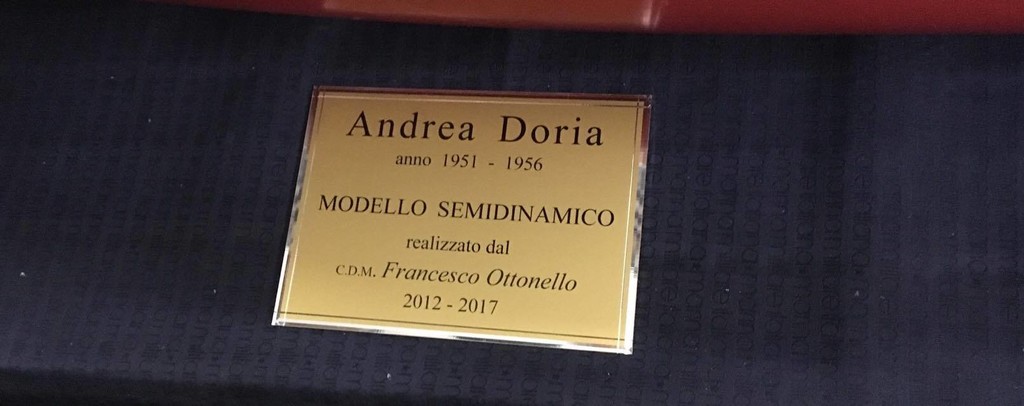 Andrea Doria
anno 1951 - 1956
MODELLO SEMIDINAMICO
realizzato dal
C.D.M. Francesco Ottonello
2012 - 2017